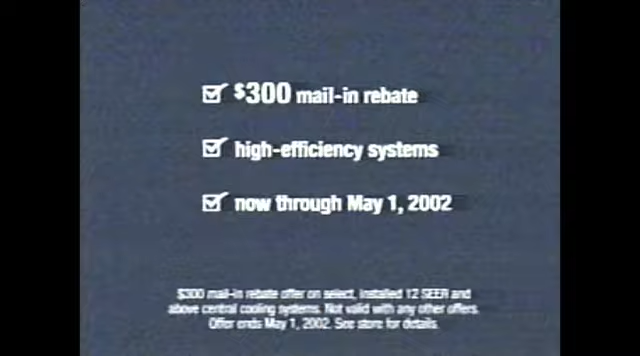 $300 mail-in rebate
high-efficiency systems
now through May 1, 2002
$300 mail-in rebate offer on select, installed 12 SEER and
above central cooling systems. Not valid with any other offers.
Offer ends May 1, 2002. See store for details.